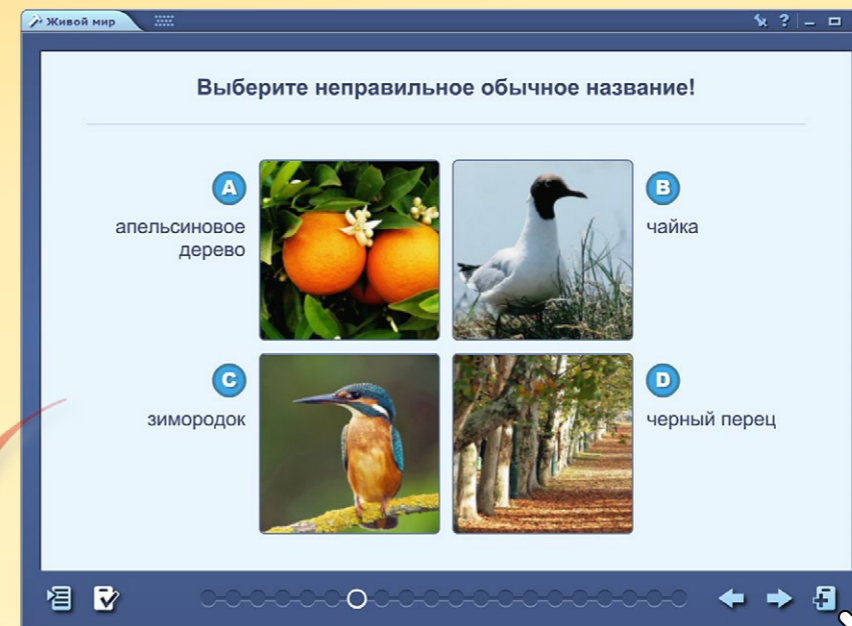 Живой мир
?
Выберите неправильное обычное название!
A
апельсиновое
дерево
B
чайка
C
зимородок
D
черный перец